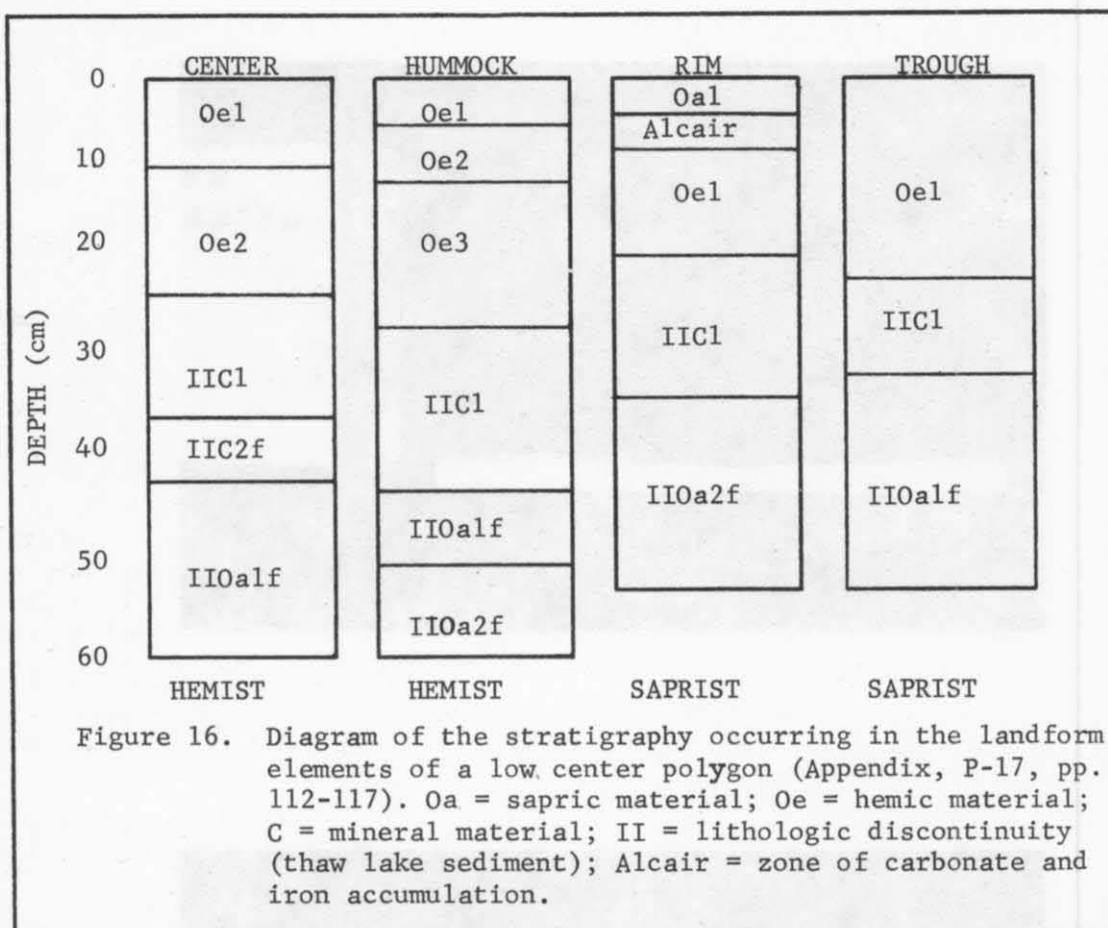 CENTER HUMMOCK RIM TROUGH
0
10
20
30
40
50
60
DEPTH (cm)
Oe1
Oe2
IIC1
IIC2f
IIOa1f
HEMIST
Oe1
Oe2
Oe3
IIC1
IIOa1f
IIOa2f
HEMIST
Oa1
Alcair
Oe1
IIC1
IIOa2f
SAPRIST
Oe1
IIC1
IIOa1f
SAPRIST
Figure 16. Diagram of the stratigraphy occurring in the landform
elements of a low center polygon (Appendix, P-17, pp.
112-117). Oa = sapric material; Oe = hemic material;
C = mineral material; II = lithologic discontinuity
(thaw lake sediment); Alcair = zone of carbonate and
iron accumulation.